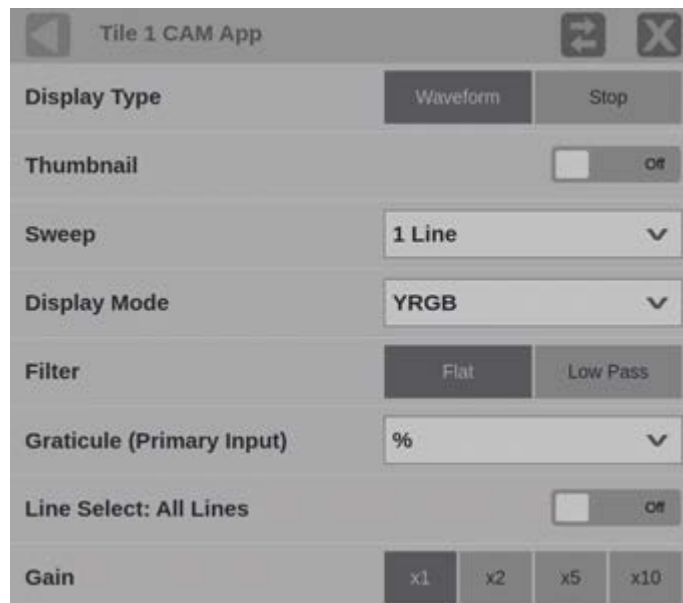 Tile 1 CAM App
Display Type Waveform Stop
Thumbnail Off
Sweep 1 Line
Display Mode YRGB
Filter Flat Low Pass
Graticule (Primary Input) %
Line Select: All Lines Off
Gain x1 x2 x5 x10